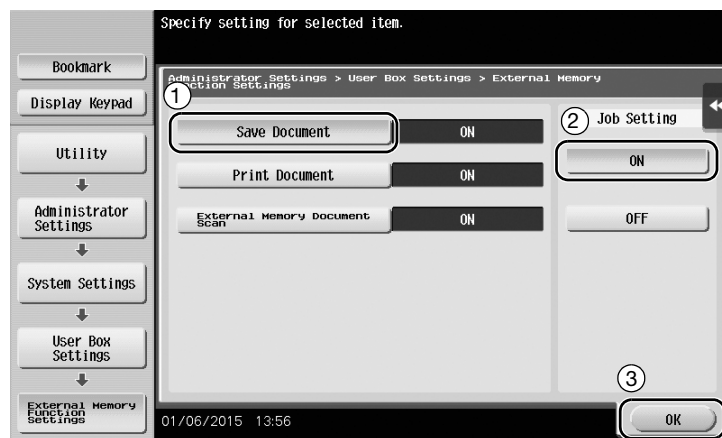 Specify setting for selected item.
Bookmark
Display Keypad
Utility
Administrator
Settings
System Settings
User Box
Settings
External Memory
Function
Settings
Administrator Settings > User Box Settings > External Memory
Function Settings
1
Save Document
ON
Print Document
ON
External Memory Document
Scan
ON
2
Job Setting
ON
OFF
3
01/06/2015 13:56
OK